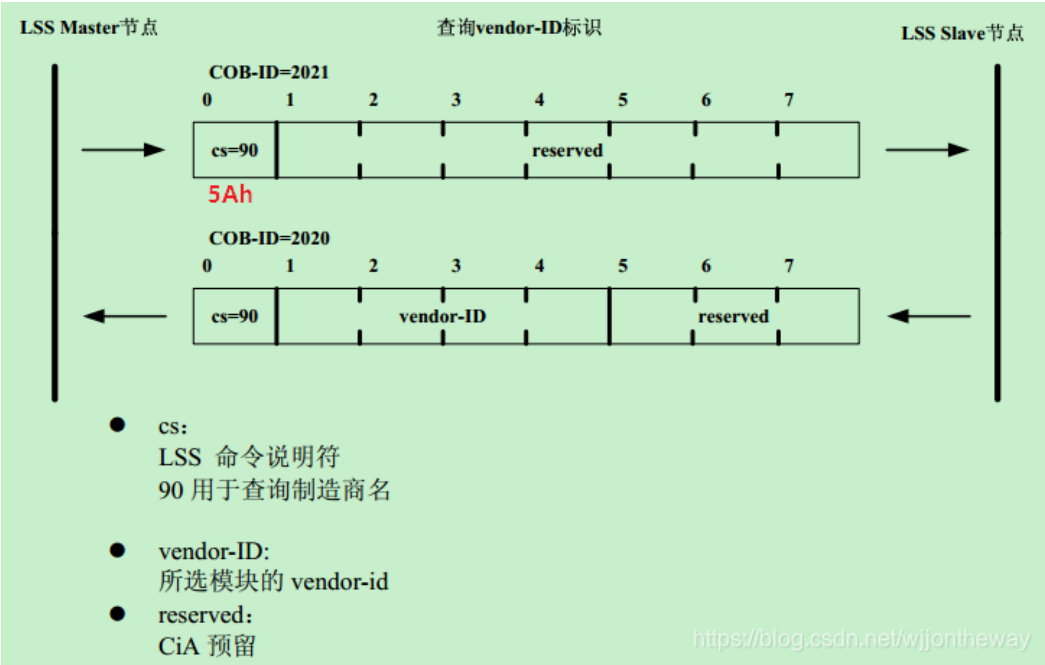 LSS Master节点
查询vendor-ID标识
LSS Slave节点
COB-ID=2021
0 1 2 3 4 5 6 7
cs=90 reserved
5Ah
COB-ID=2020
0 1 2 3 4 5 6 7
cs=90 vendor-ID reserved
● cs：
LSS 命令说明符
90 用于查询制造商名
● vendor-ID:
所选模块的 vendor-id
● reserved：
CiA 预留
https://blog.csdn.net/wjjontheway